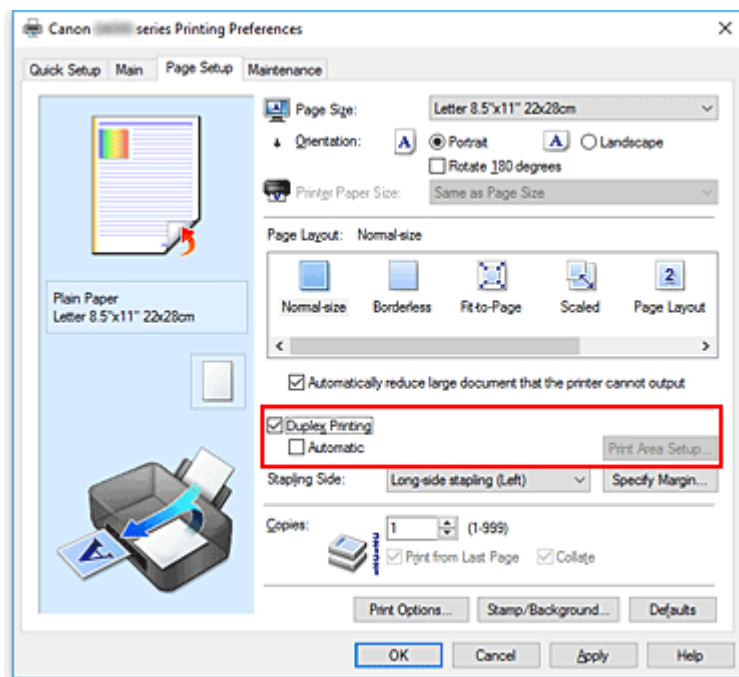 Canon series Printing Preferences
Quick Setup Main Page Setup Maintenance
Page Size: Letter 8.5"x11" 22x28cm
Orientation: A Portrait A Landscape
Rotate 180 degrees
Printer Paper Size: Same as Page Size
Page Layout: Normal-size
2
Normal-size Borderless Fit-to-Page Scaled Page Layout
Plain Paper
Letter 8.5"x11" 22x28cm
Automatically reduce large document that the printer cannot output
Duplex Printing
Automatic Print Area Setup...
Stapling Side: Long-side stapling (Left) Specify Margin...
Copies: 1 (1-999)
Print from Last Page Collate
A
Print Options... Stamp/Background... Defaults
OK Cancel Apply Help